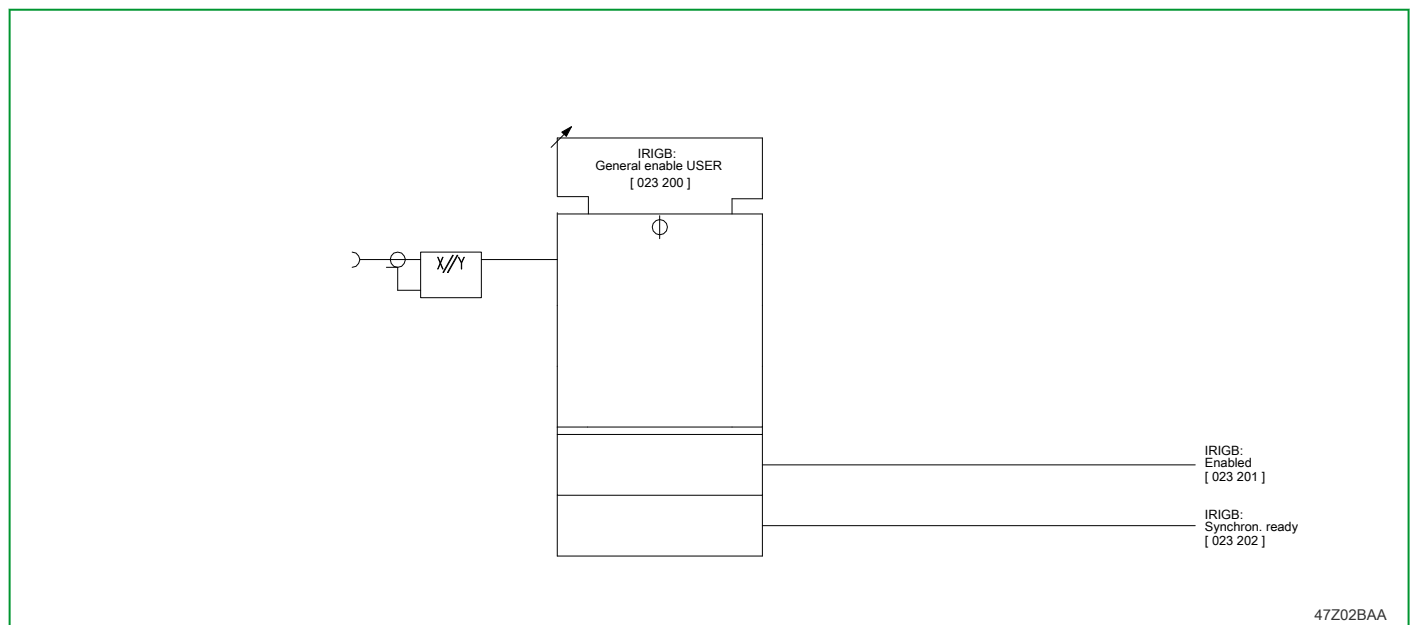 IRIGB:
General enable USER
[ 023 200 ]
X//Y
IRIGB:
Enabled
[ 023 201 ]
IRIGB:
Synchron. ready
[ 023 202 ]
47Z02BAA